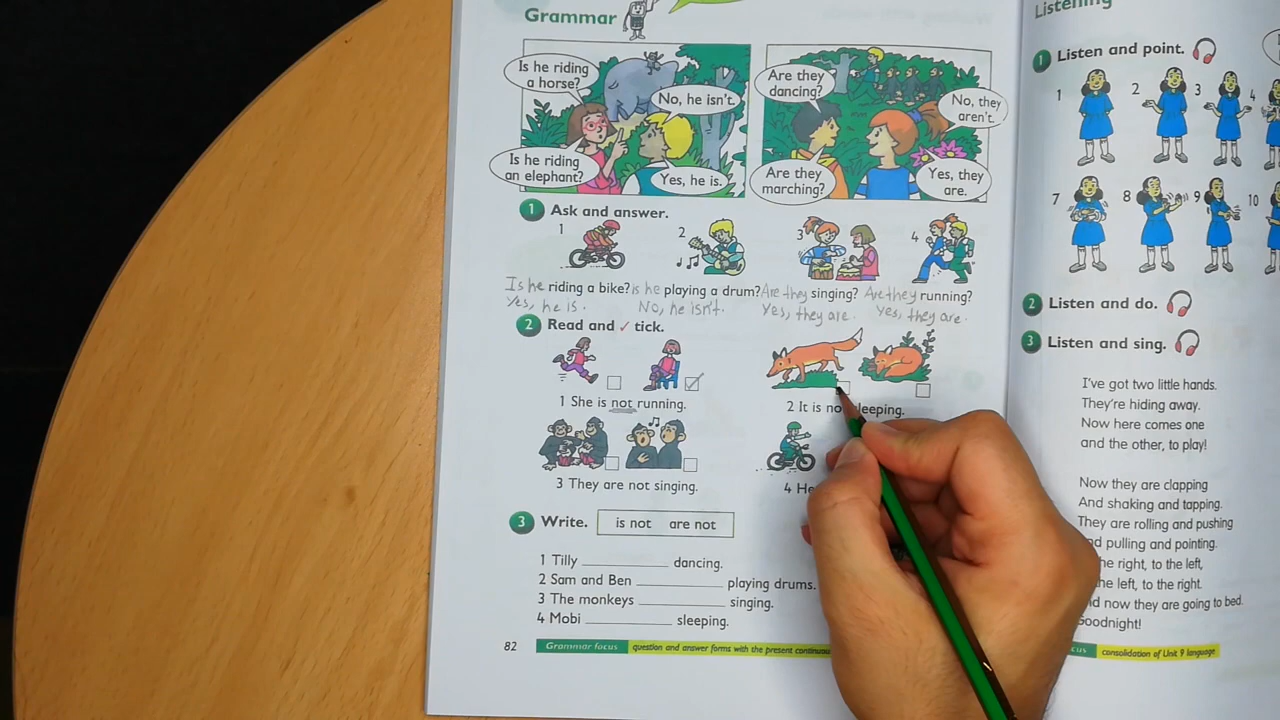 Grammar
Is he riding
a horse?
No, he isn't.
Is he riding
an elephant?
Yes, he is.
Are they
dancing?
No, they
aren't.
Are they
marching?
Yes, they
are.
1 Ask and answer.
1
2
3
4
Is he riding a bike?
Yes, he is.
is he playing a drum?
No, he isn't.
Are they singing?
Yes, they are.
Are they running?
Yes, they are.
2 Read and ✓ tick.
1 She is not running.
2 It is no leeping.
3 They are not singing.
4 He
3 Write. is not are not
1 Tilly __________ dancing.
2 Sam and Ben __________ playing drums.
3 The monkeys __________ singing.
4 Mobi __________ sleeping.
82 Grammar focus question and answer forms with the present continuous
Listening
1 Listen and point.
1
2
3
4
7
8
9
10
2 Listen and do.
3 Listen and sing.
I've got two little hands.
They're hiding away.
Now here comes one
and the other, to play!
Now they are clapping
And shaking and tapping.
They are rolling and pushing
nd pulling and pointing.
he right, to the left,
he left, to the right.
nd now they are going to bed.
Goodnight!
cus consolidation of Unit 9 language